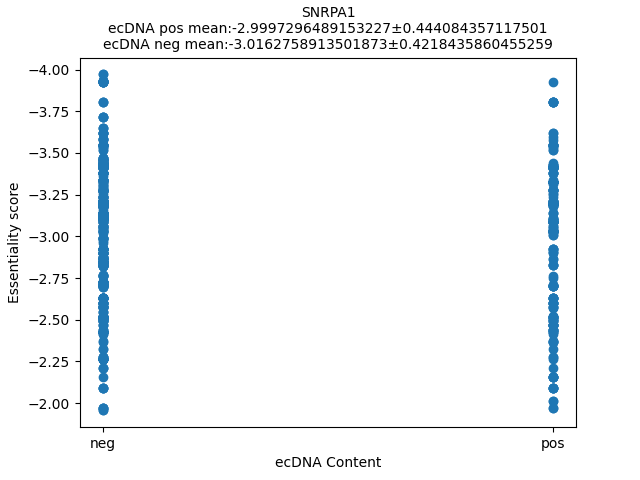 SNRPA1
ecDNA pos mean:-2.9997296489153227±0.444084357117501
ecDNA neg mean:-3.0162758913501873±0.4218435860455259
−4.00
−3.75
−3.50
−3.25
−3.00
−2.75
−2.50
−2.25
−2.00
Essentiality score
neg
pos
ecDNA Content